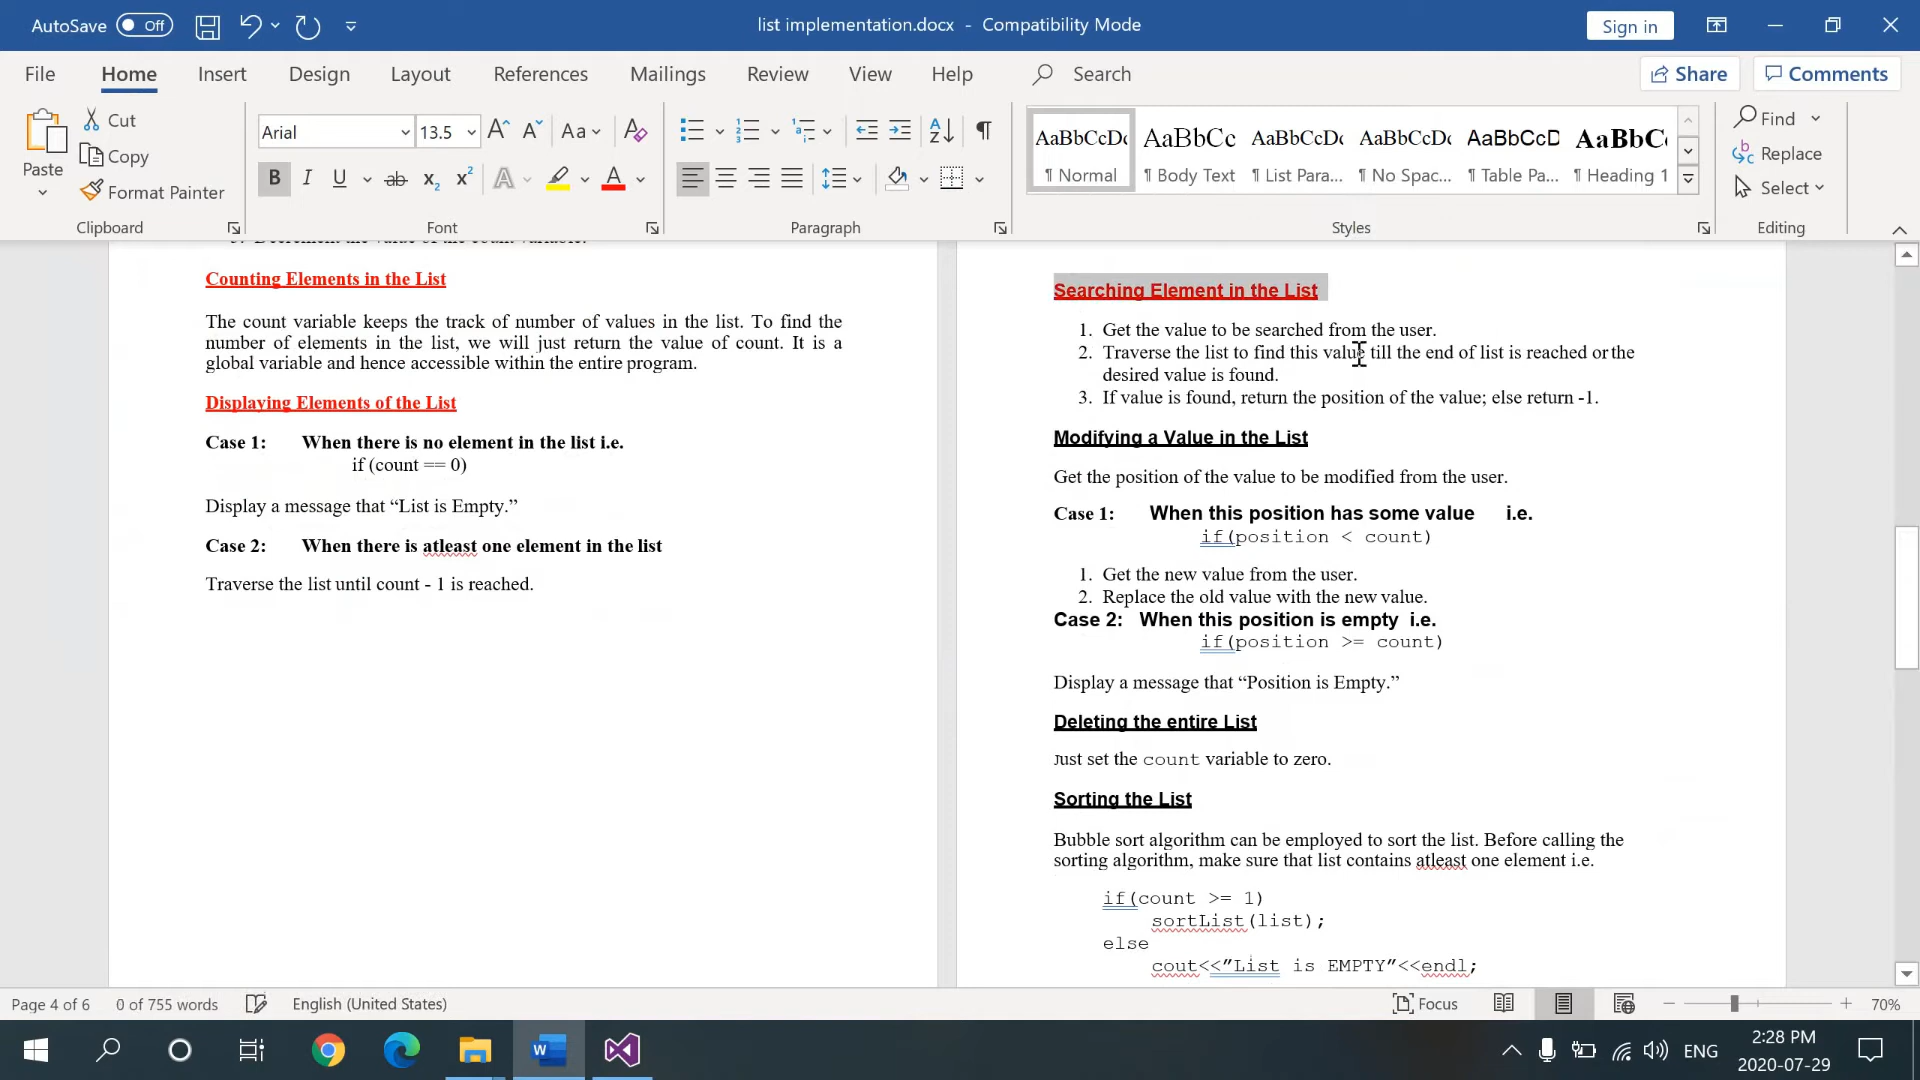 AutoSave Off
list implementation.docx - Compatibility Mode
Sign in
File Home Insert Design Layout References Mailings Review View Help Search
Share Comments
Paste
Cut
Copy
Format Painter
Clipboard
Arial 13.5
Font
Paragraph
AaBbCcDc AaBbCc AaBbCcDc AaBbCcDc AaBbCcD AaBbC
¶ Normal ¶ Body Text ¶ List Para... ¶ No Spac... ¶ Table Pa... ¶ Heading 1
Styles
Find
Replace
Select
Editing
Counting Elements in the List
The count variable keeps the track of number of values in the list. To find the
number of elements in the list, we will just return the value of count. It is a
global variable and hence accessible within the entire program.
Displaying Elements of the List
Case 1: When there is no element in the list i.e.
if (count == 0)
Display a message that “List is Empty.”
Case 2: When there is atleast one element in the list
Traverse the list until count - 1 is reached.
Searching Element in the List
1. Get the value to be searched from the user.
2. Traverse the list to find this value till the end of list is reached or the
desired value is found.
3. If value is found, return the position of the value; else return -1.
Modifying a Value in the List
Get the position of the value to be modified from the user.
Case 1: When this position has some value i.e.
if(position < count)
1. Get the new value from the user.
2. Replace the old value with the new value.
Case 2: When this position is empty i.e.
if(position >= count)
Display a message that “Position is Empty.”
Deleting the entire List
Just set the count variable to zero.
Sorting the List
Bubble sort algorithm can be employed to sort the list. Before calling the
sorting algorithm, make sure that list contains atleast one element i.e.
if(count >= 1)
sortList(list);
else
cout<<”List is EMPTY”<<endl;
Page 4 of 6 0 of 755 words English (United States)
Focus 70%
ENG
2:28 PM
2020-07-29